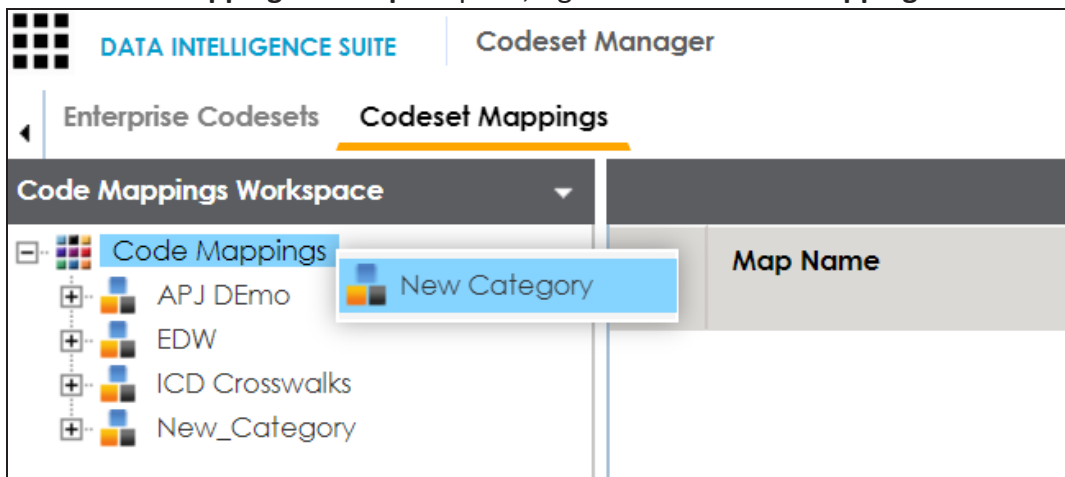 DATA INTELLIGENCE SUITE Codeset Manager
Enterprise Codesets Codeset Mappings
Code Mappings Workspace
Code Mappings
New Category
Map Name
APJ DEmo
EDW
ICD Crosswalks
New_Category